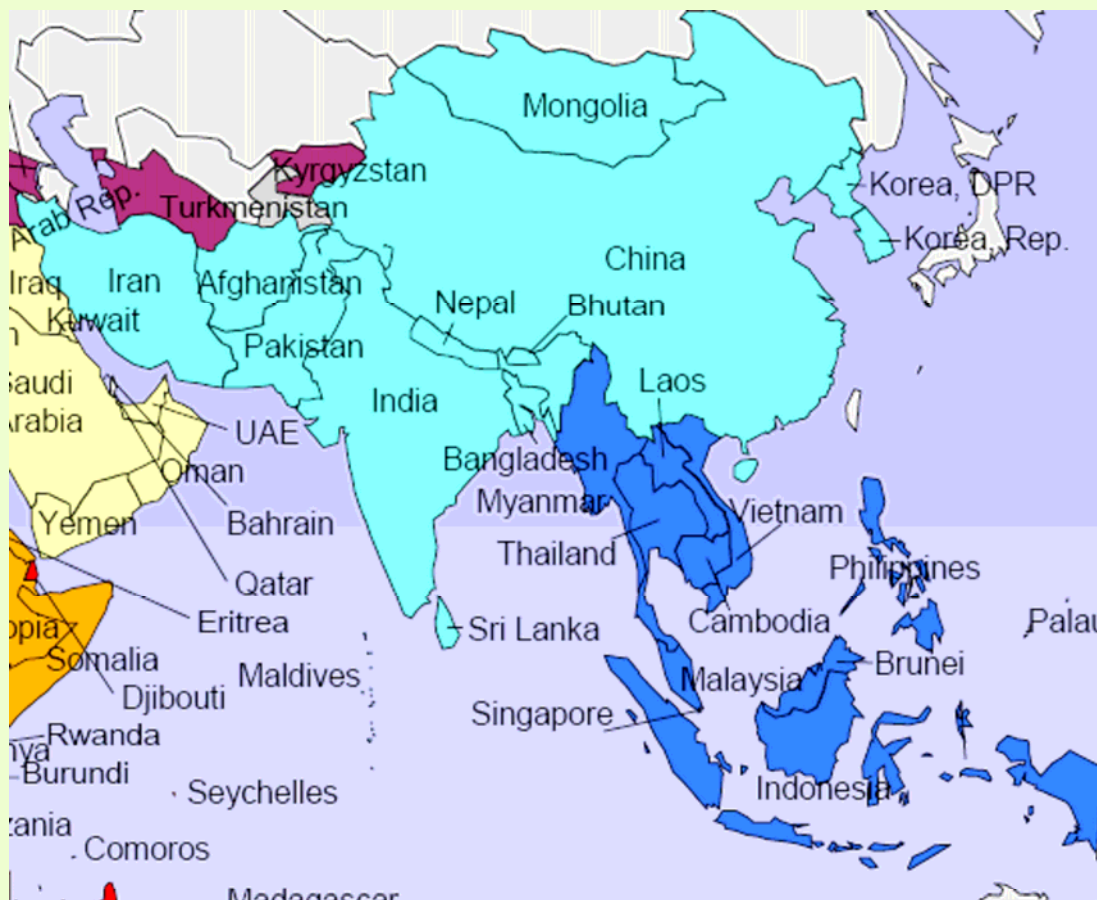 Mongolia
Kyrgyzstan
Korea, DPR
Arab Rep.
Turkmenistan
Korea, Rep.
China
Iraq
Iran
Afghanistan
Nepal
Bhutan
Kuwait
Pakistan
Laos
India
UAE
Bangladesh
Oman
Myanmar
Vietnam
Yemen
Bahrain
Thailand
Philippines
Qatar
Eritrea
Cambodia
Palau
Sri Lanka
Somalia
Brunei
Maldives
Malaysia
Djibouti
Singapore
Rwanda
Burundi
Indonesia
Seychelles
Comoros